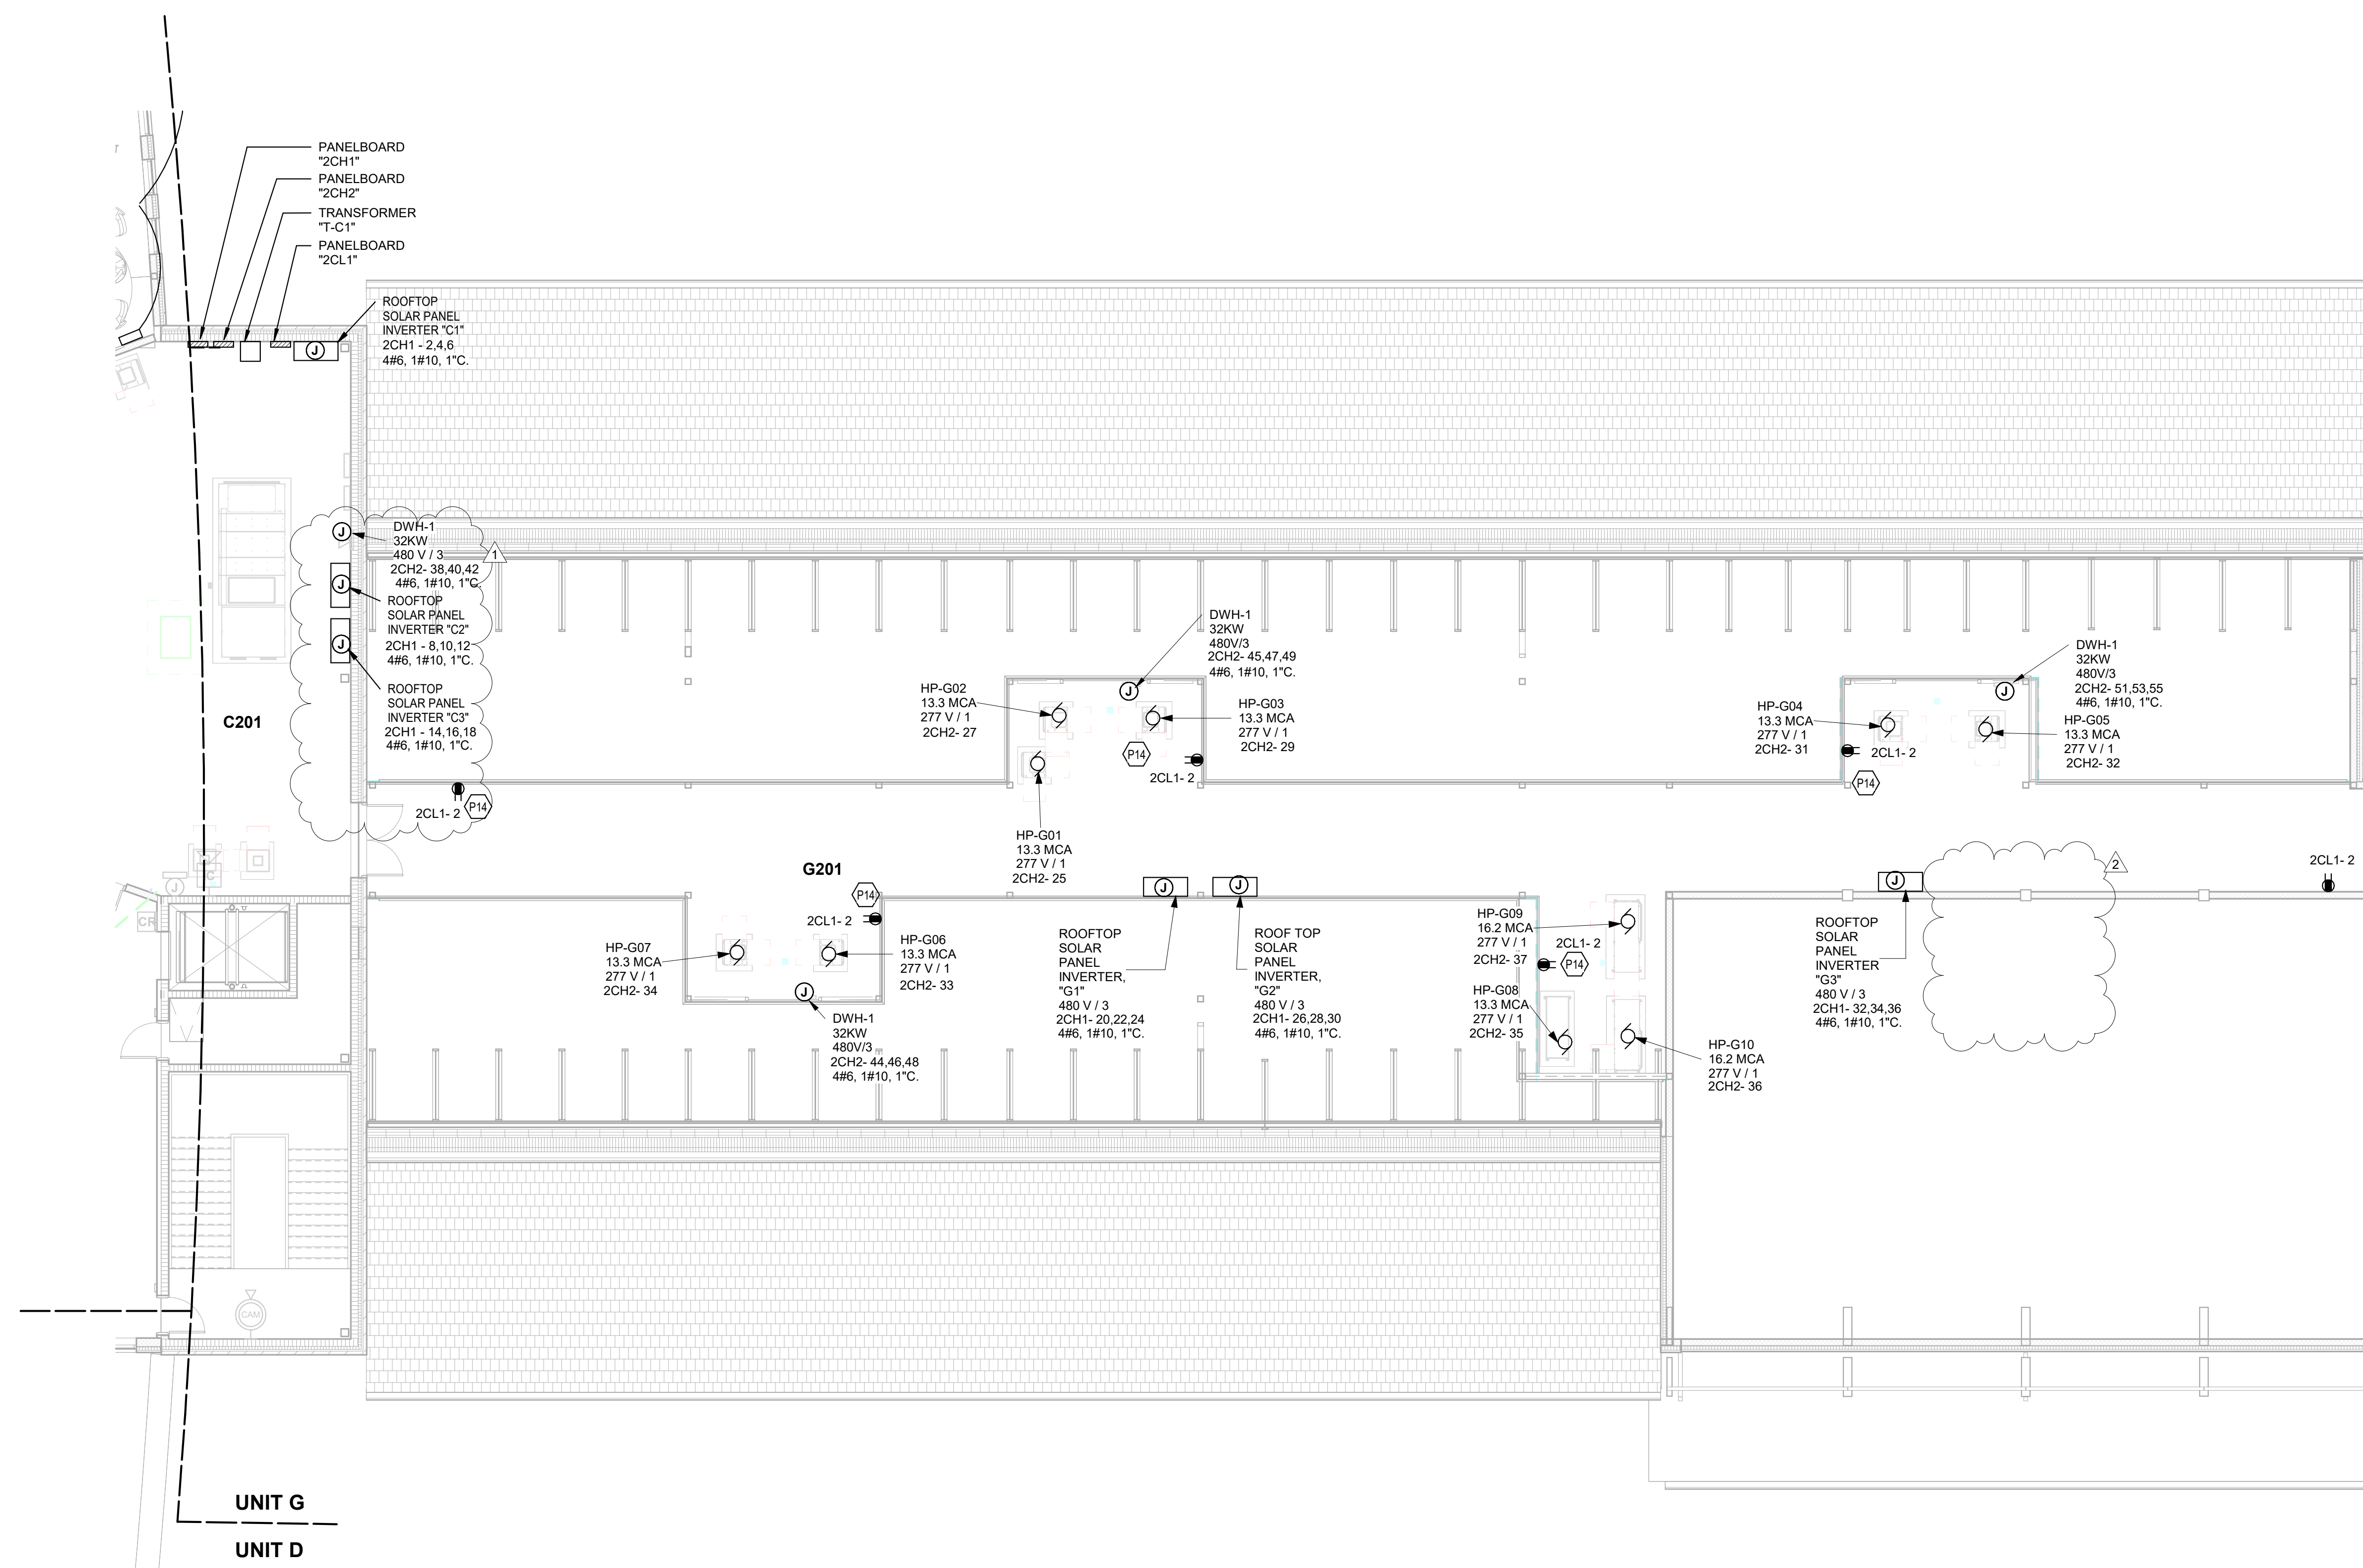 PANELBOARD
"2CH1"
PANELBOARD
"2CH2"
TRANSFORMER
"T-C1"
PANELBOARD
"2CL1"
ROOFTOP
SOLAR PANEL
INVERTER "C1"
2CH1 - 2,4,6
4#6, 1#10, 1"C.
J
DWH-1
32KW
480 V / 3
2CH2- 38,40,42
4#6, 1#10, 1"C.
J
1
ROOFTOP
SOLAR PANEL
INVERTER "C2"
2CH1 - 8,10,12
4#6, 1#10, 1"C.
J
ROOFTOP
SOLAR PANEL
INVERTER "C3"
2CH1 - 14,16,18
4#6, 1#10, 1"C.
J
C201
2CL1- 2
P14
HP-G02
13.3 MCA
277 V / 1
2CH2- 27
DWH-1
32KW
480V/3
2CH2- 45,47,49
4#6, 1#10, 1"C.
J
HP-G03
13.3 MCA
277 V / 1
2CH2- 29
P14
2CL1- 2
HP-G01
13.3 MCA
277 V / 1
2CH2- 25
HP-G04
13.3 MCA
277 V / 1
2CH2- 31
DWH-1
32KW
480V/3
2CH2- 51,53,55
4#6, 1#10, 1"C.
J
HP-G05
13.3 MCA
277 V / 1
2CH2- 32
2CL1- 2
P14
G201
P14
2CL1- 2
HP-G07
13.3 MCA
277 V / 1
2CH2- 34
HP-G06
13.3 MCA
277 V / 1
2CH2- 33
J
DWH-1
32KW
480V/3
2CH2- 44,46,48
4#6, 1#10, 1"C.
J
ROOFTOP
SOLAR
PANEL
INVERTER,
"G1"
480 V / 3
2CH1- 20,22,24
4#6, 1#10, 1"C.
J
ROOF TOP
SOLAR
PANEL
INVERTER,
"G2"
480 V / 3
2CH1- 26,28,30
4#6, 1#10, 1"C.
HP-G09
16.2 MCA
277 V / 1
2CH2- 37
2CL1- 2
P14
HP-G08
13.3 MCA
277 V / 1
2CH2- 35
HP-G10
16.2 MCA
277 V / 1
2CH2- 36
J
ROOFTOP
SOLAR
PANEL
INVERTER
"G3"
480 V / 3
2CH1- 32,34,36
4#6, 1#10, 1"C.
2
2CL1- 2
J
C
CR
CAM
UNIT G
UNIT D